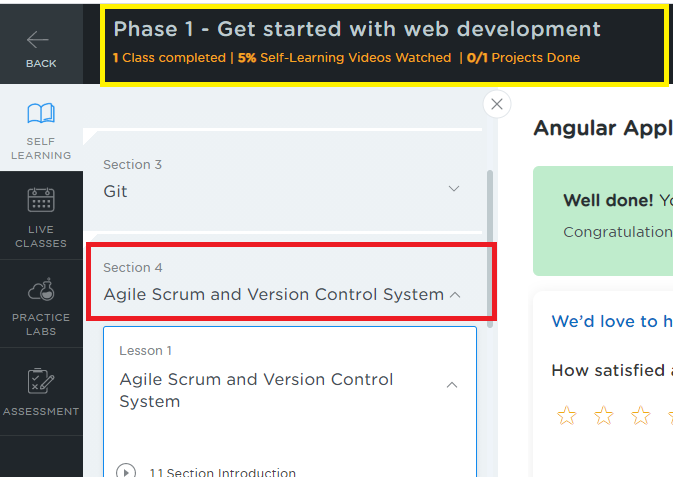 Phase 1 - Get started with web development
1 Class completed | 5% Self-Learning Videos Watched | 0/1 Projects Done
BACK
SELF
LEARNING
LIVE
CLASSES
PRACTICE
LABS
ASSESSMENT
Section 3
Git
Section 4
Agile Scrum and Version Control System
Lesson 1
Agile Scrum and Version Control
System
1.1 Section Introduction
Angular Appl
Well done! Yo
Congratulation
We'd love to h
How satisfied a